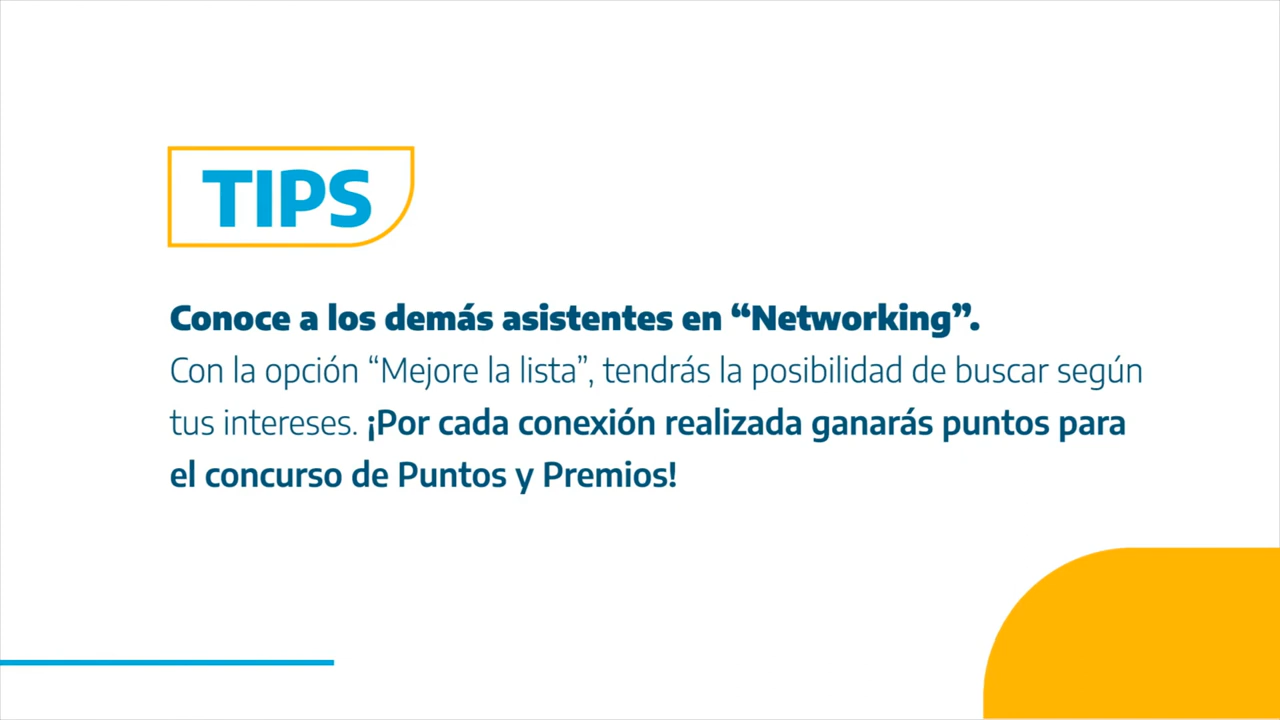 TIPS
Conoce a los demás asistentes en “Networking”.
Con la opción “Mejore la lista”, tendrás la posibilidad de buscar según
tus intereses. ¡Por cada conexión realizada ganarás puntos para
el concurso de Puntos y Premios!